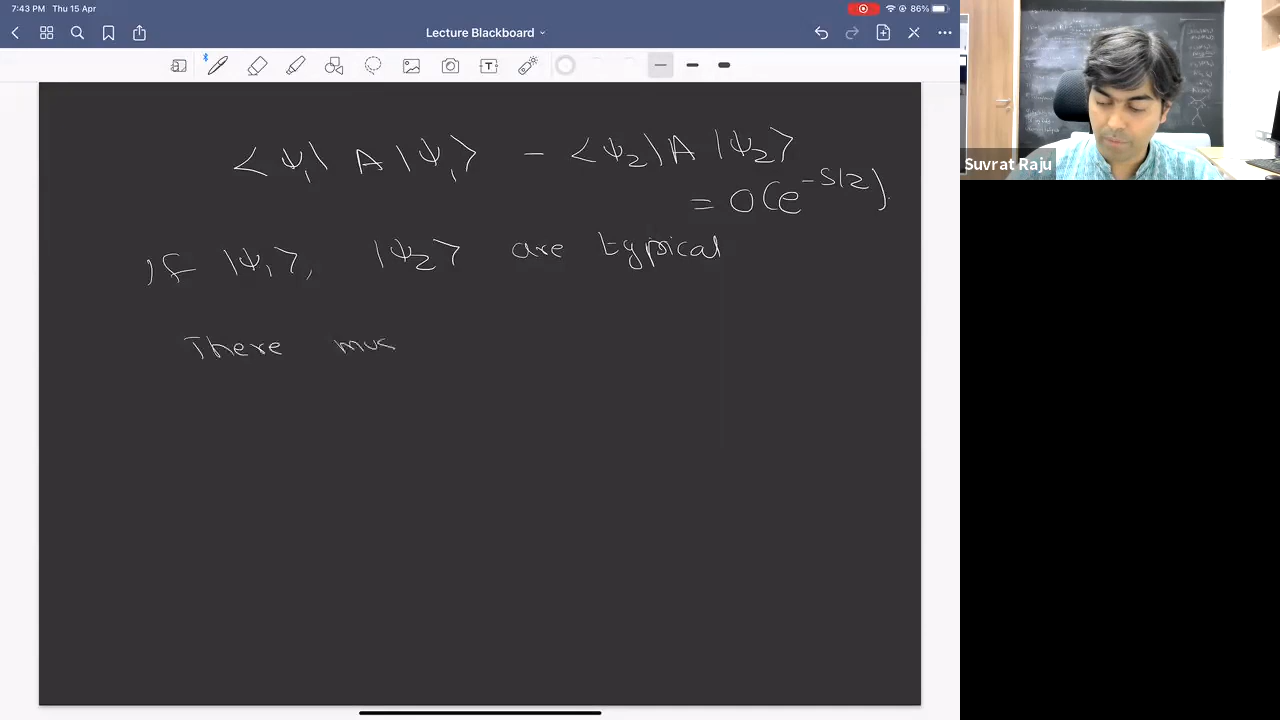 7:43 PM Thu 15 Apr
86%
Lecture Blackboard
⟨ψ₁| A |ψ₁⟩ - ⟨ψ₂| A |ψ₂⟩
= O(e^{-S/2}).
If |ψ₁⟩, |ψ₂⟩ are typical
There mus
Suvrat Raju